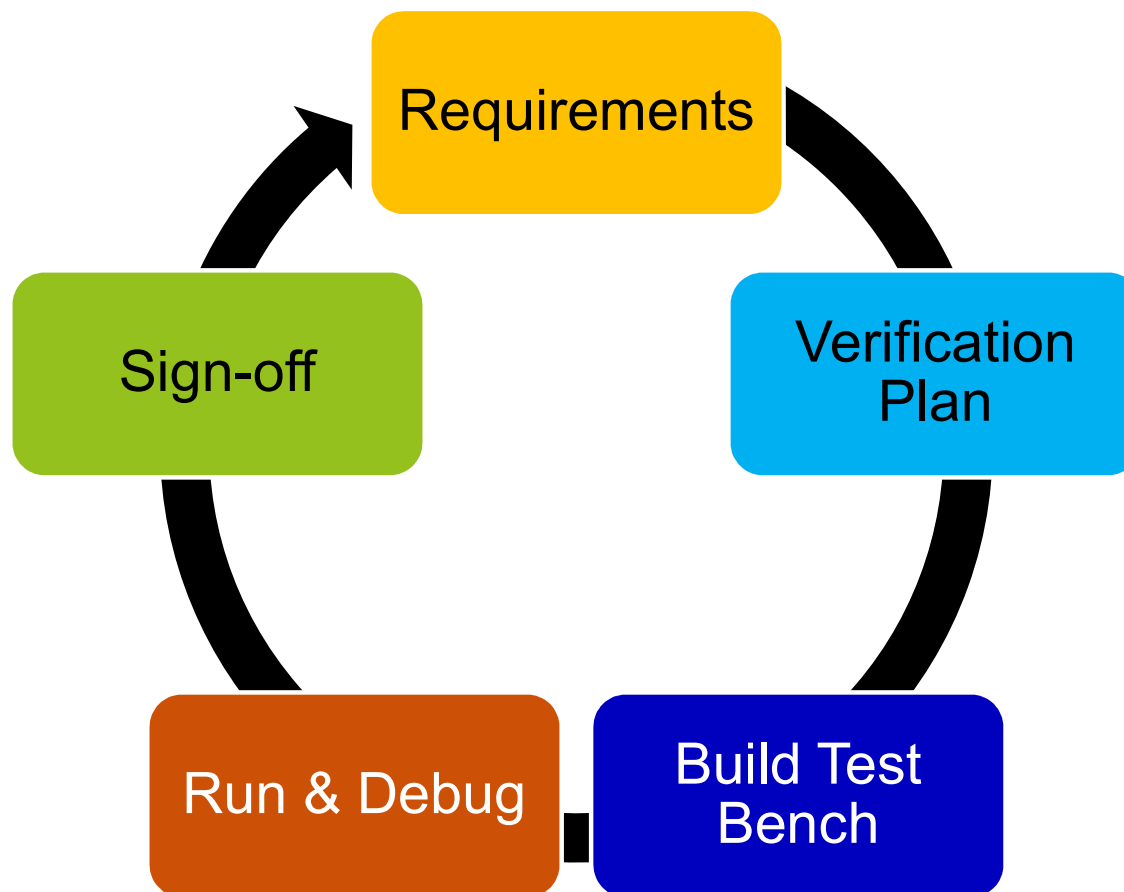 Requirements
Verification
Plan
Build Test
Bench
Run & Debug
Sign-off